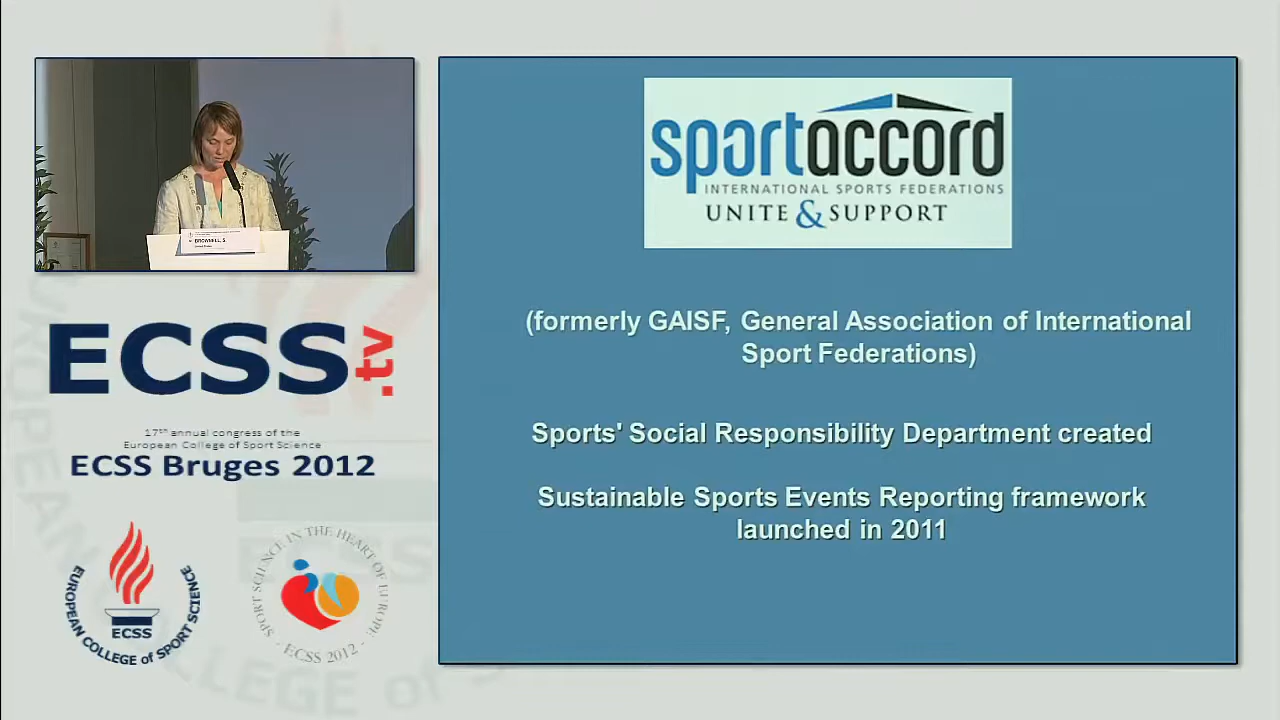 BROWNELL, S.
ECSS.tv
17th annual congress of the
European College of Sport Science
ECSS Bruges 2012
EUROPEAN COLLEGE of SPORT SCIENCE
ECSS
SPORT SCIENCE IN THE HEART OF EUROPE
- ECSS 2012 -
sportaccord
INTERNATIONAL SPORTS FEDERATIONS
UNITE & SUPPORT
(formerly GAISF, General Association of International
Sport Federations)
Sports' Social Responsibility Department created
Sustainable Sports Events Reporting framework
launched in 2011